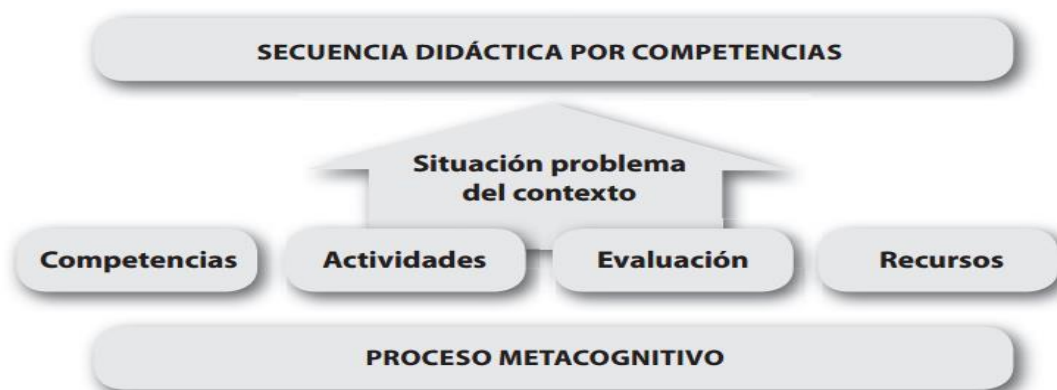 SECUENCIA DIDÁCTICA POR COMPETENCIAS
Situación problema
del contexto
Competencias
Actividades
Evaluación
Recursos
PROCESO METACOGNITIVO